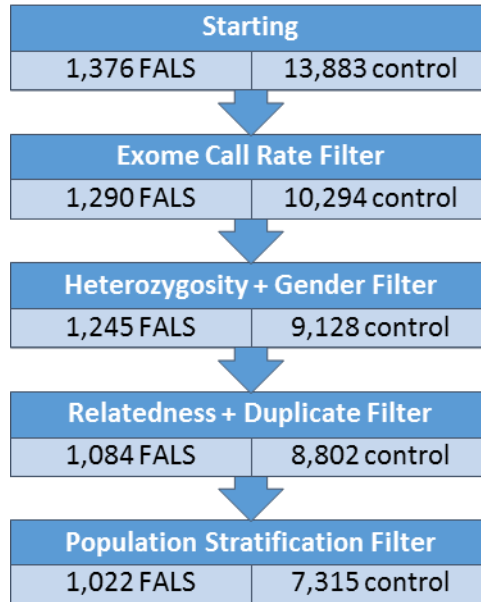 Starting
1,376 FALS 13,883 control
Exome Call Rate Filter
1,290 FALS 10,294 control
Heterozygosity + Gender Filter
1,245 FALS 9,128 control
Relatedness + Duplicate Filter
1,084 FALS 8,802 control
Population Stratification Filter
1,022 FALS 7,315 control